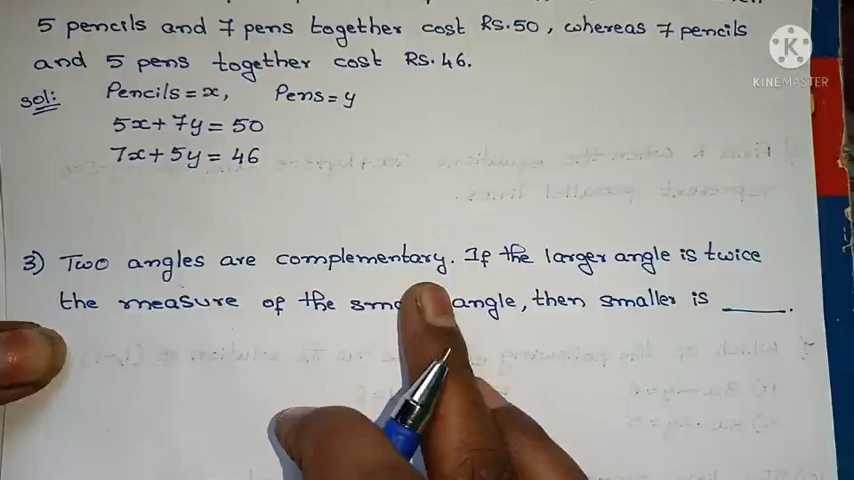 5 pencils and 7 pens together cost Rs.50, whereas 7 pencils
and 5 pens together cost Rs.46.
Sol: Pencils = x, Pens = y
5x + 7y = 50
7x + 5y = 46
3) Two angles are complementary. If the larger angle is twice
the measure of the angle, then smaller is ____.
KINEMASTER